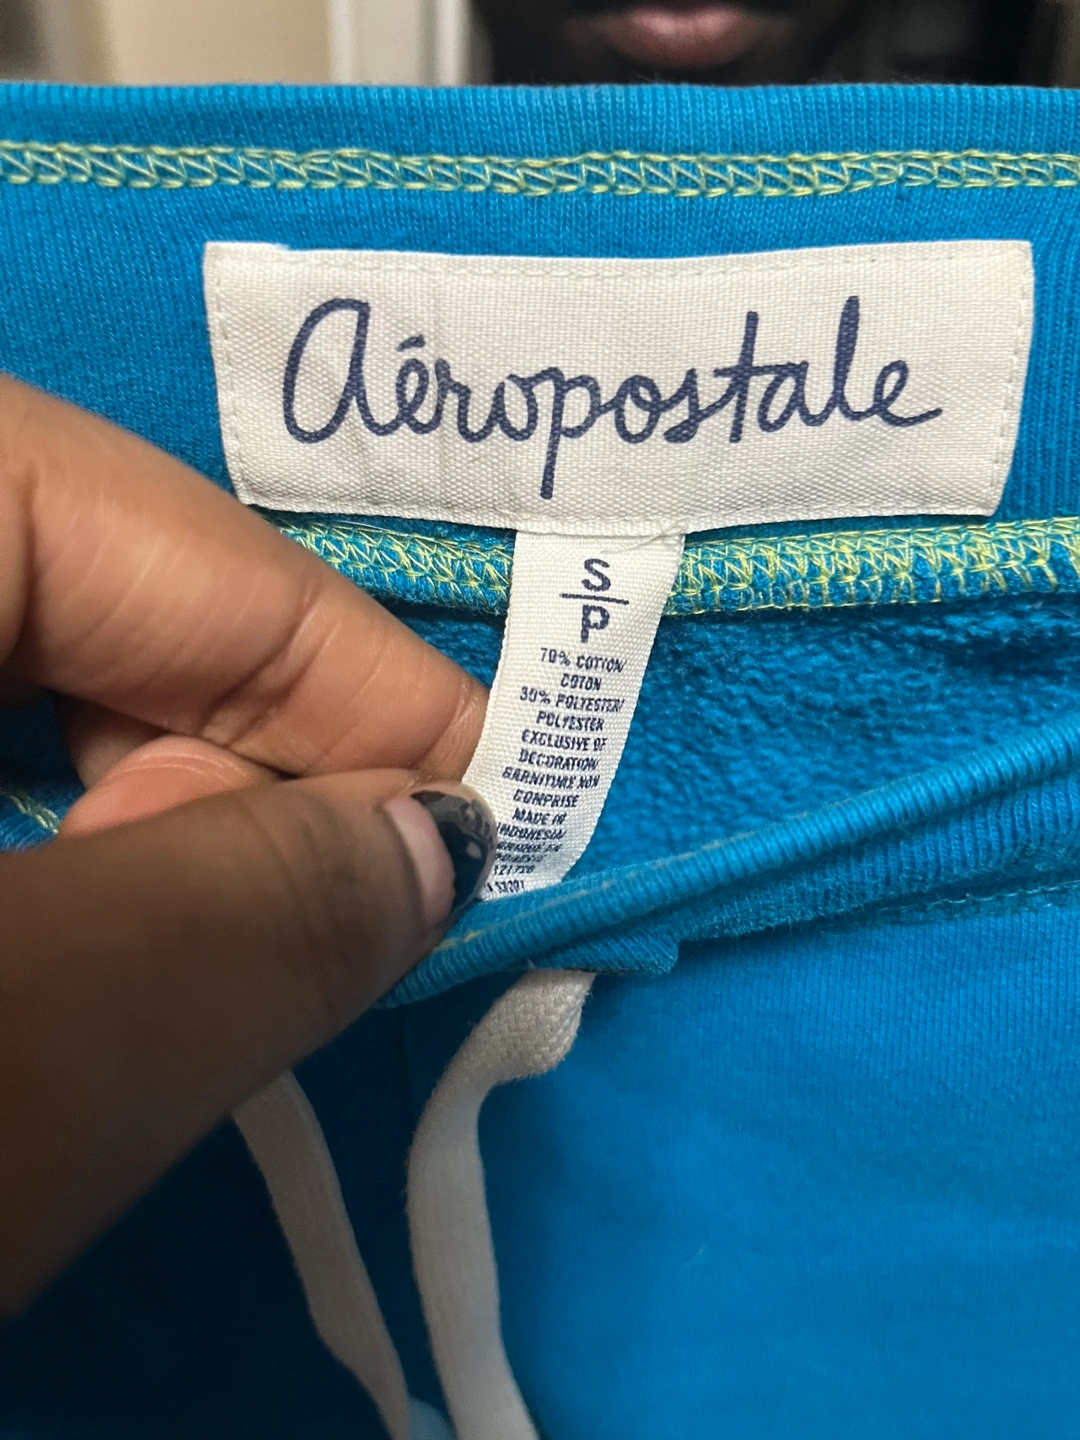 aéropostale
S
P
70% COTTON/
COTON
30% POLYESTER/
POLYESTER
EXCLUSIVE OF
DECORATION/
GARNITURE NON
COMPRISE
MADE IN
INDONESIA/